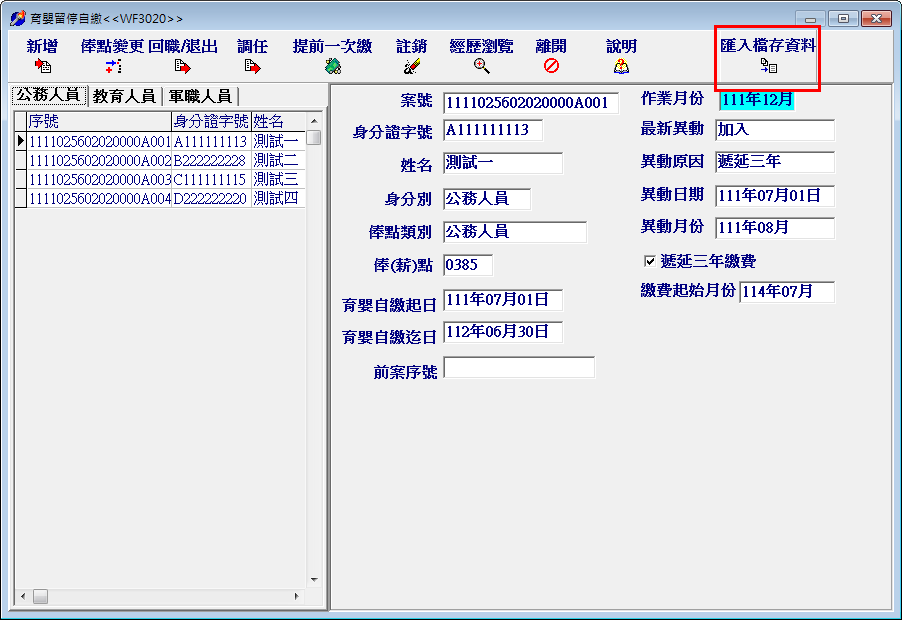 育嬰留停自繳<<WF3020>>
新增 俸點變更 回職/退出 調任 提前一次繳 註銷 經歷瀏覽 離開 說明 匯入檔存資料
公務人員 教育人員 軍職人員
序號 身分證字號 姓名
1111025602020000A001 A111111113 測試一
1111025602020000A002 B222222228 測試二
1111025602020000A003 C111111115 測試三
1111025602020000A004 D222222220 測試四
案號 1111025602020000A001
身分證字號 A111111113
姓名 測試一
身分別 公務人員
俸點類別 公務人員
俸(薪)點 0385
育嬰自繳起日 111年07月01日
育嬰自繳迄日 112年06月30日
前案序號
作業月份 111年12月
最新異動 加入
異動原因 遞延三年
異動日期 111年07月01日
異動月份 111年08月
遞延三年繳費
繳費起始月份 114年07月